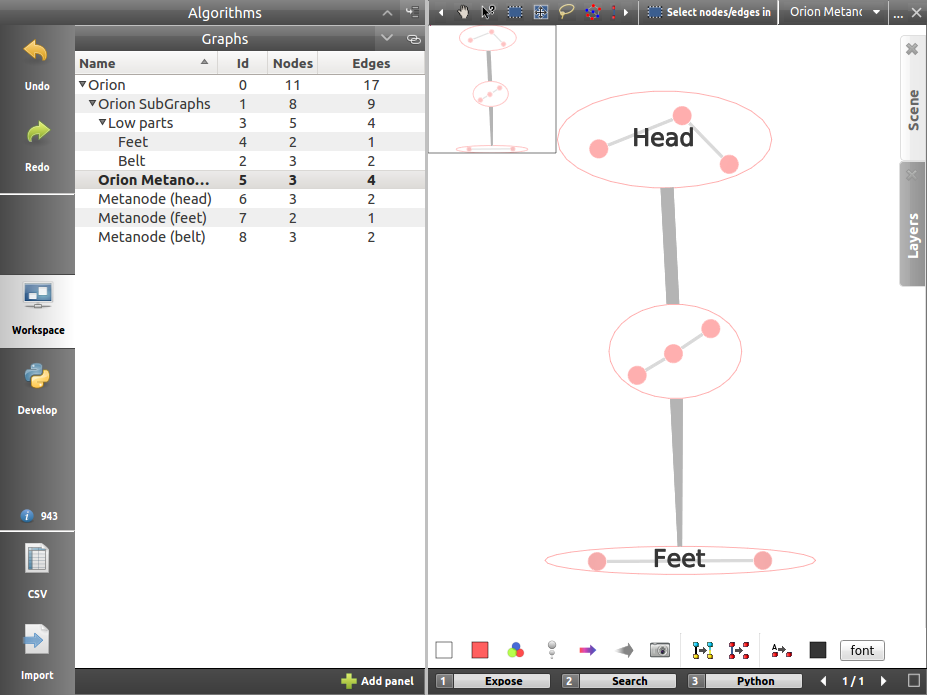 Algorithms
Graphs
Name Id Nodes Edges
Orion 0 11 17
Orion SubGraphs 1 8 9
Low parts 3 5 4
Feet 4 2 1
Belt 2 3 2
Orion Metano... 5 3 4
Metanode (head) 6 3 2
Metanode (feet) 7 2 1
Metanode (belt) 8 3 2
Undo
Redo
Workspace
Develop
943
CSV
Import
Add panel
Select nodes/edges in
Orion Metanc
...
Scene
Layers
Head
Feet
font
1 Expose 2 Search 3 Python 1 / 1